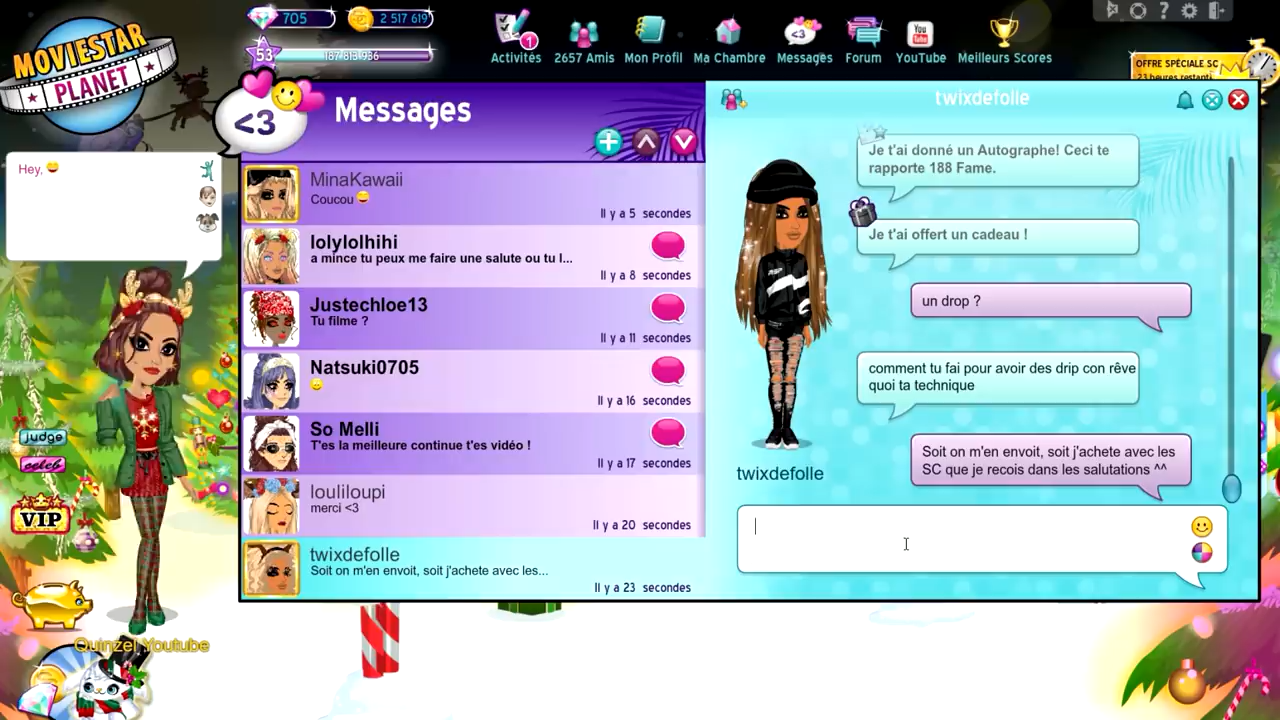 MOVIESTAR
PLANET
705
2 517 619
53
187 813 936
1
Activités
2657 Amis
Mon Profil
<3
Ma Chambre
Messages
Forum
You
Tube
YouTube
Meilleurs Scores
?
OFFRE SPÉCIALE SC
23 heures restant
Hey,
<3
Messages
MinaKawaii
Coucou
Il y a 5 secondes
lolylolhihi
a mince tu peux me faire une salute ou tu l...
Il y a 8 secondes
Justechloe13
Tu filme ?
Il y a 11 secondes
Natsuki0705
Il y a 16 secondes
So Melli
T'es la meilleure continue t'es vidéo !
Il y a 17 secondes
louliloupi
merci <3
Il y a 20 secondes
twixdefolle
Soit on m'en envoit, soit j'achete avec les...
Il y a 23 secondes
twixdefolle
Je t'ai donné un Autographe! Ceci te
rapporte 188 Fame.
Je t'ai offert un cadeau !
un drop ?
comment tu fai pour avoir des drip con rêve
quoi ta technique
Soit on m'en envoit, soit j'achete avec les
SC que je recois dans les salutations ^^
twixdefolle
judge
celeb
VIP
Quinzel Youtube